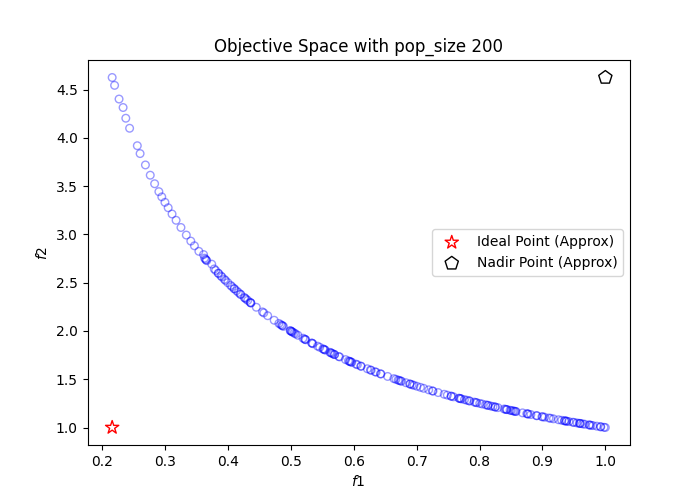 Objective Space with pop_size 200
4.5
4.0
3.5
3.0
2.5
2.0
1.5
1.0
f2
Ideal Point (Approx)
Nadir Point (Approx)
0.2 0.3 0.4 0.5 0.6 0.7 0.8 0.9 1.0
f1